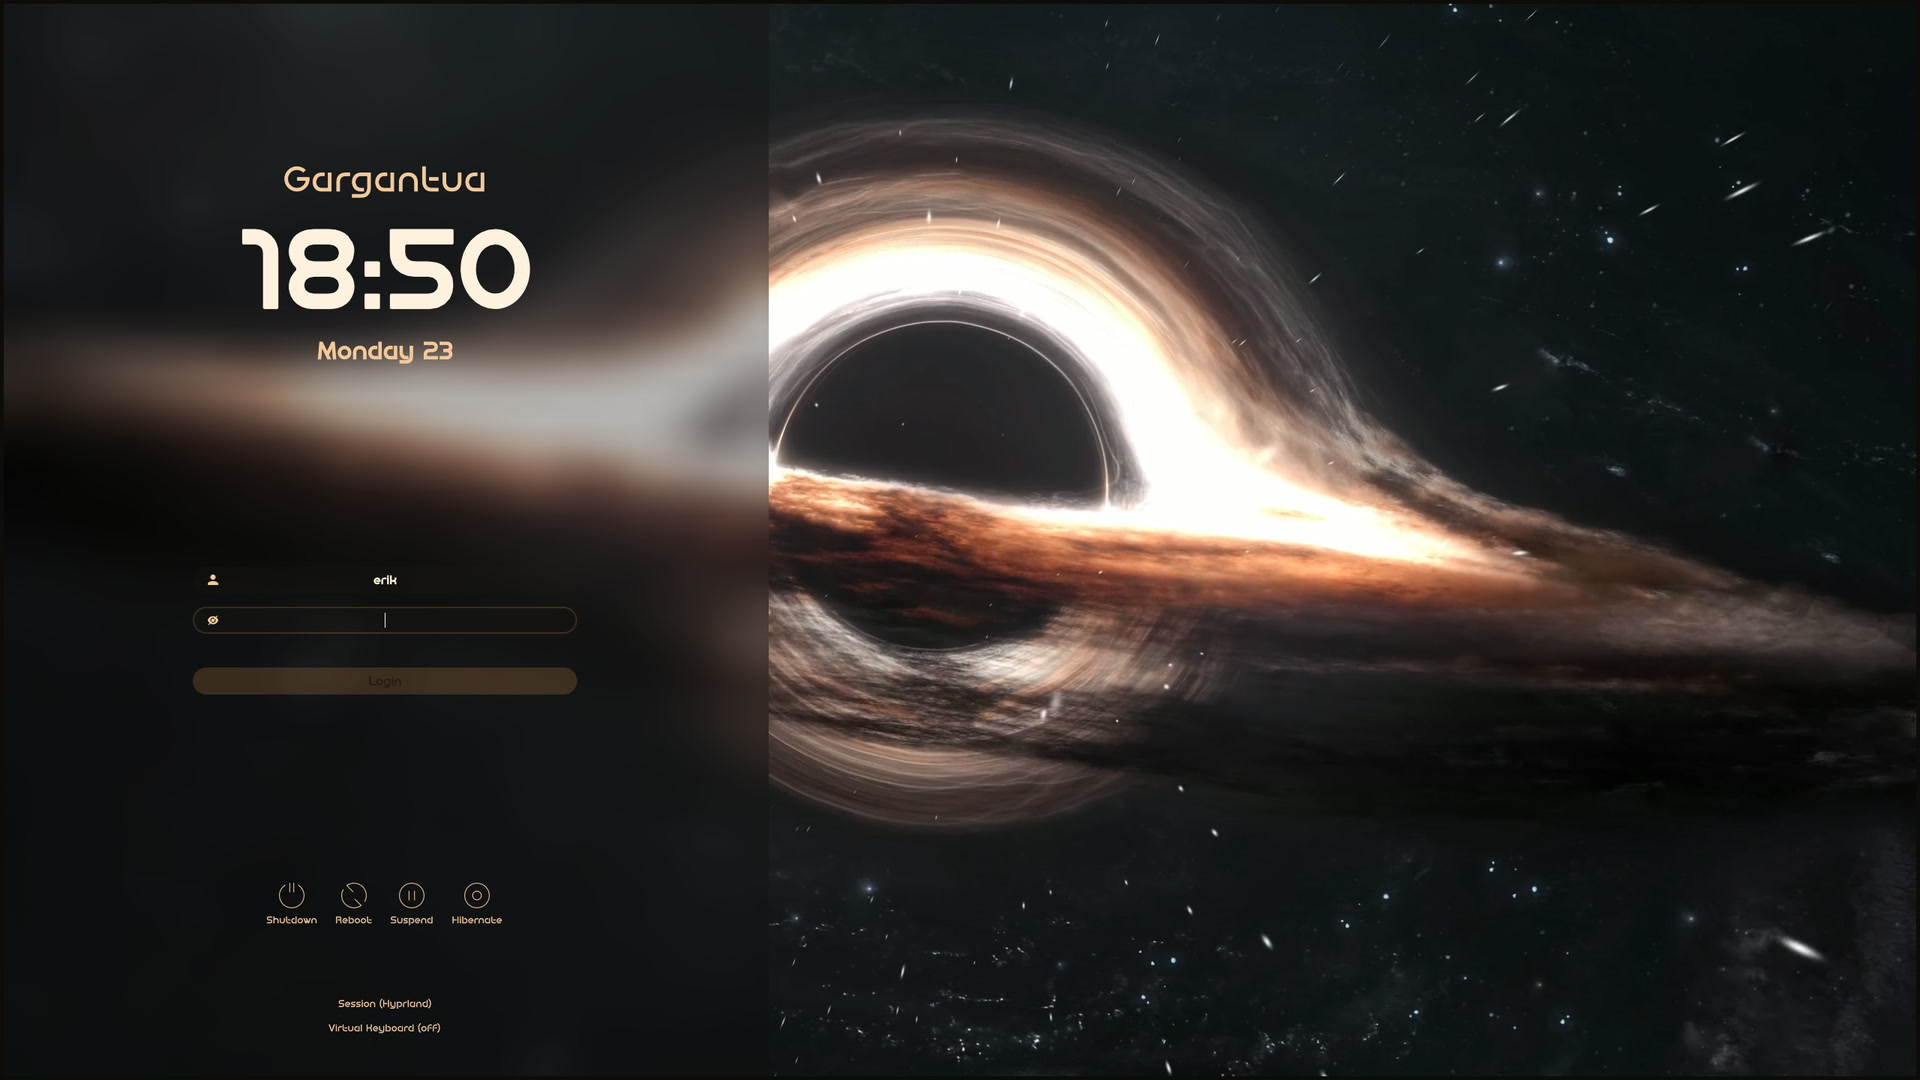 Gargantua
18:50
Monday 23
erik
Login
Shutdown Reboot Suspend Hibernate
Session (Hyprland)
Virtual Keyboard (off)